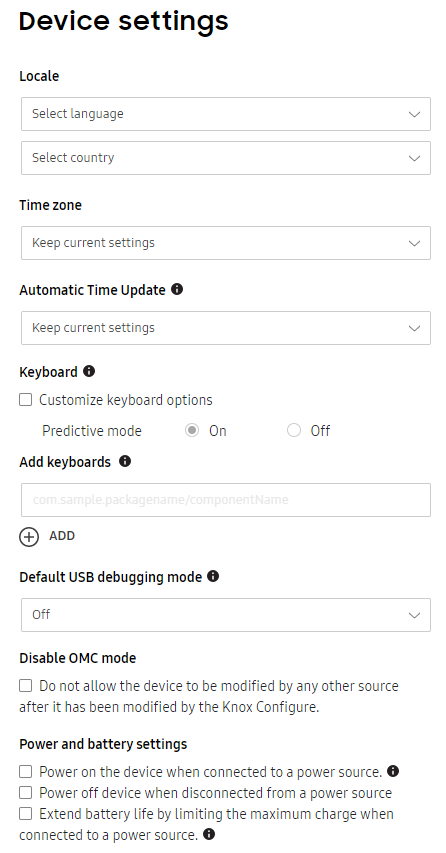 Device settings
Locale
Select language
Select country
Time zone
Keep current settings
Automatic Time Update
Keep current settings
Keyboard
Customize keyboard options
Predictive mode On Off
Add keyboards
com.sample.packagename/componentName
ADD
Default USB debugging mode
Off
Disable OMC mode
Do not allow the device to be modified by any other source
after it has been modified by the Knox Configure.
Power and battery settings
Power on the device when connected to a power source.
Power off device when disconnected from a power source
Extend battery life by limiting the maximum charge when
connected to a power source.